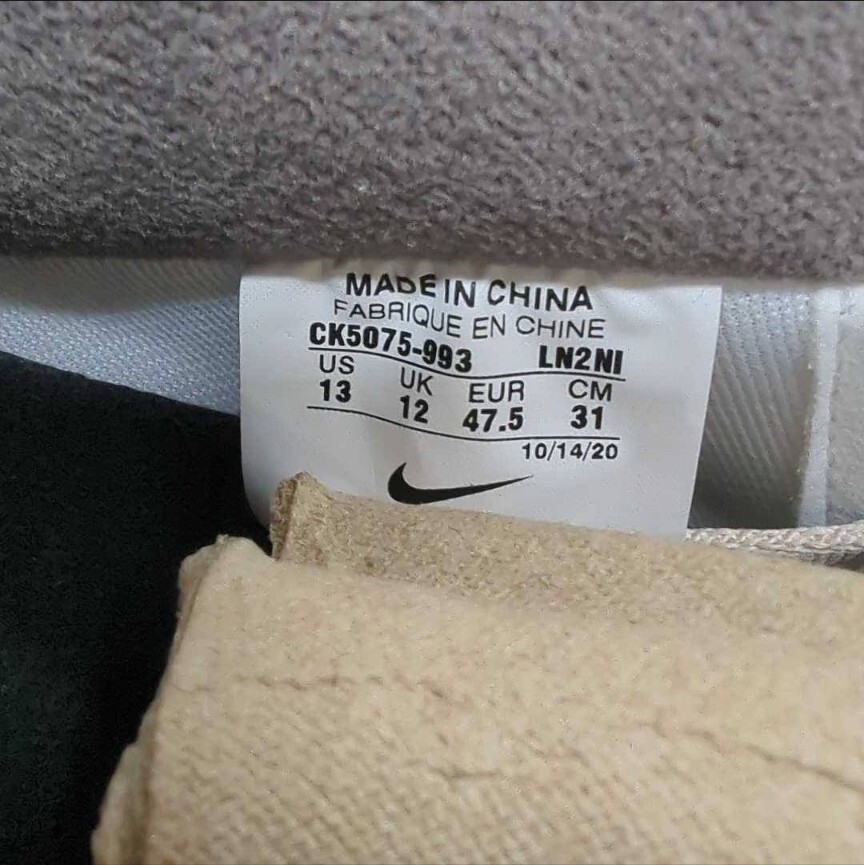 MADE IN CHINA
FABRIQUE EN CHINE
CK5075-993 LN2NI
US UK EUR CM
13 12 47.5 31
10/14/20